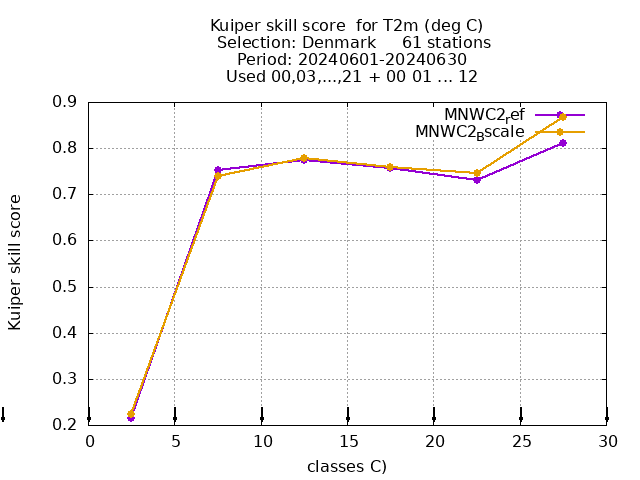 Kuiper skill score  for T2m (deg C)
Selection: Denmark     61 stations
Period: 20240601-20240630
Used 00,03,...,21 + 00 01 ... 12
MNWC2ref
MNWC2Bscale
0.9
0.8
0.7
0.6
0.5
0.4
0.3
0.2
Kuiper skill score
0 5 10 15 20 25 30
classes C)